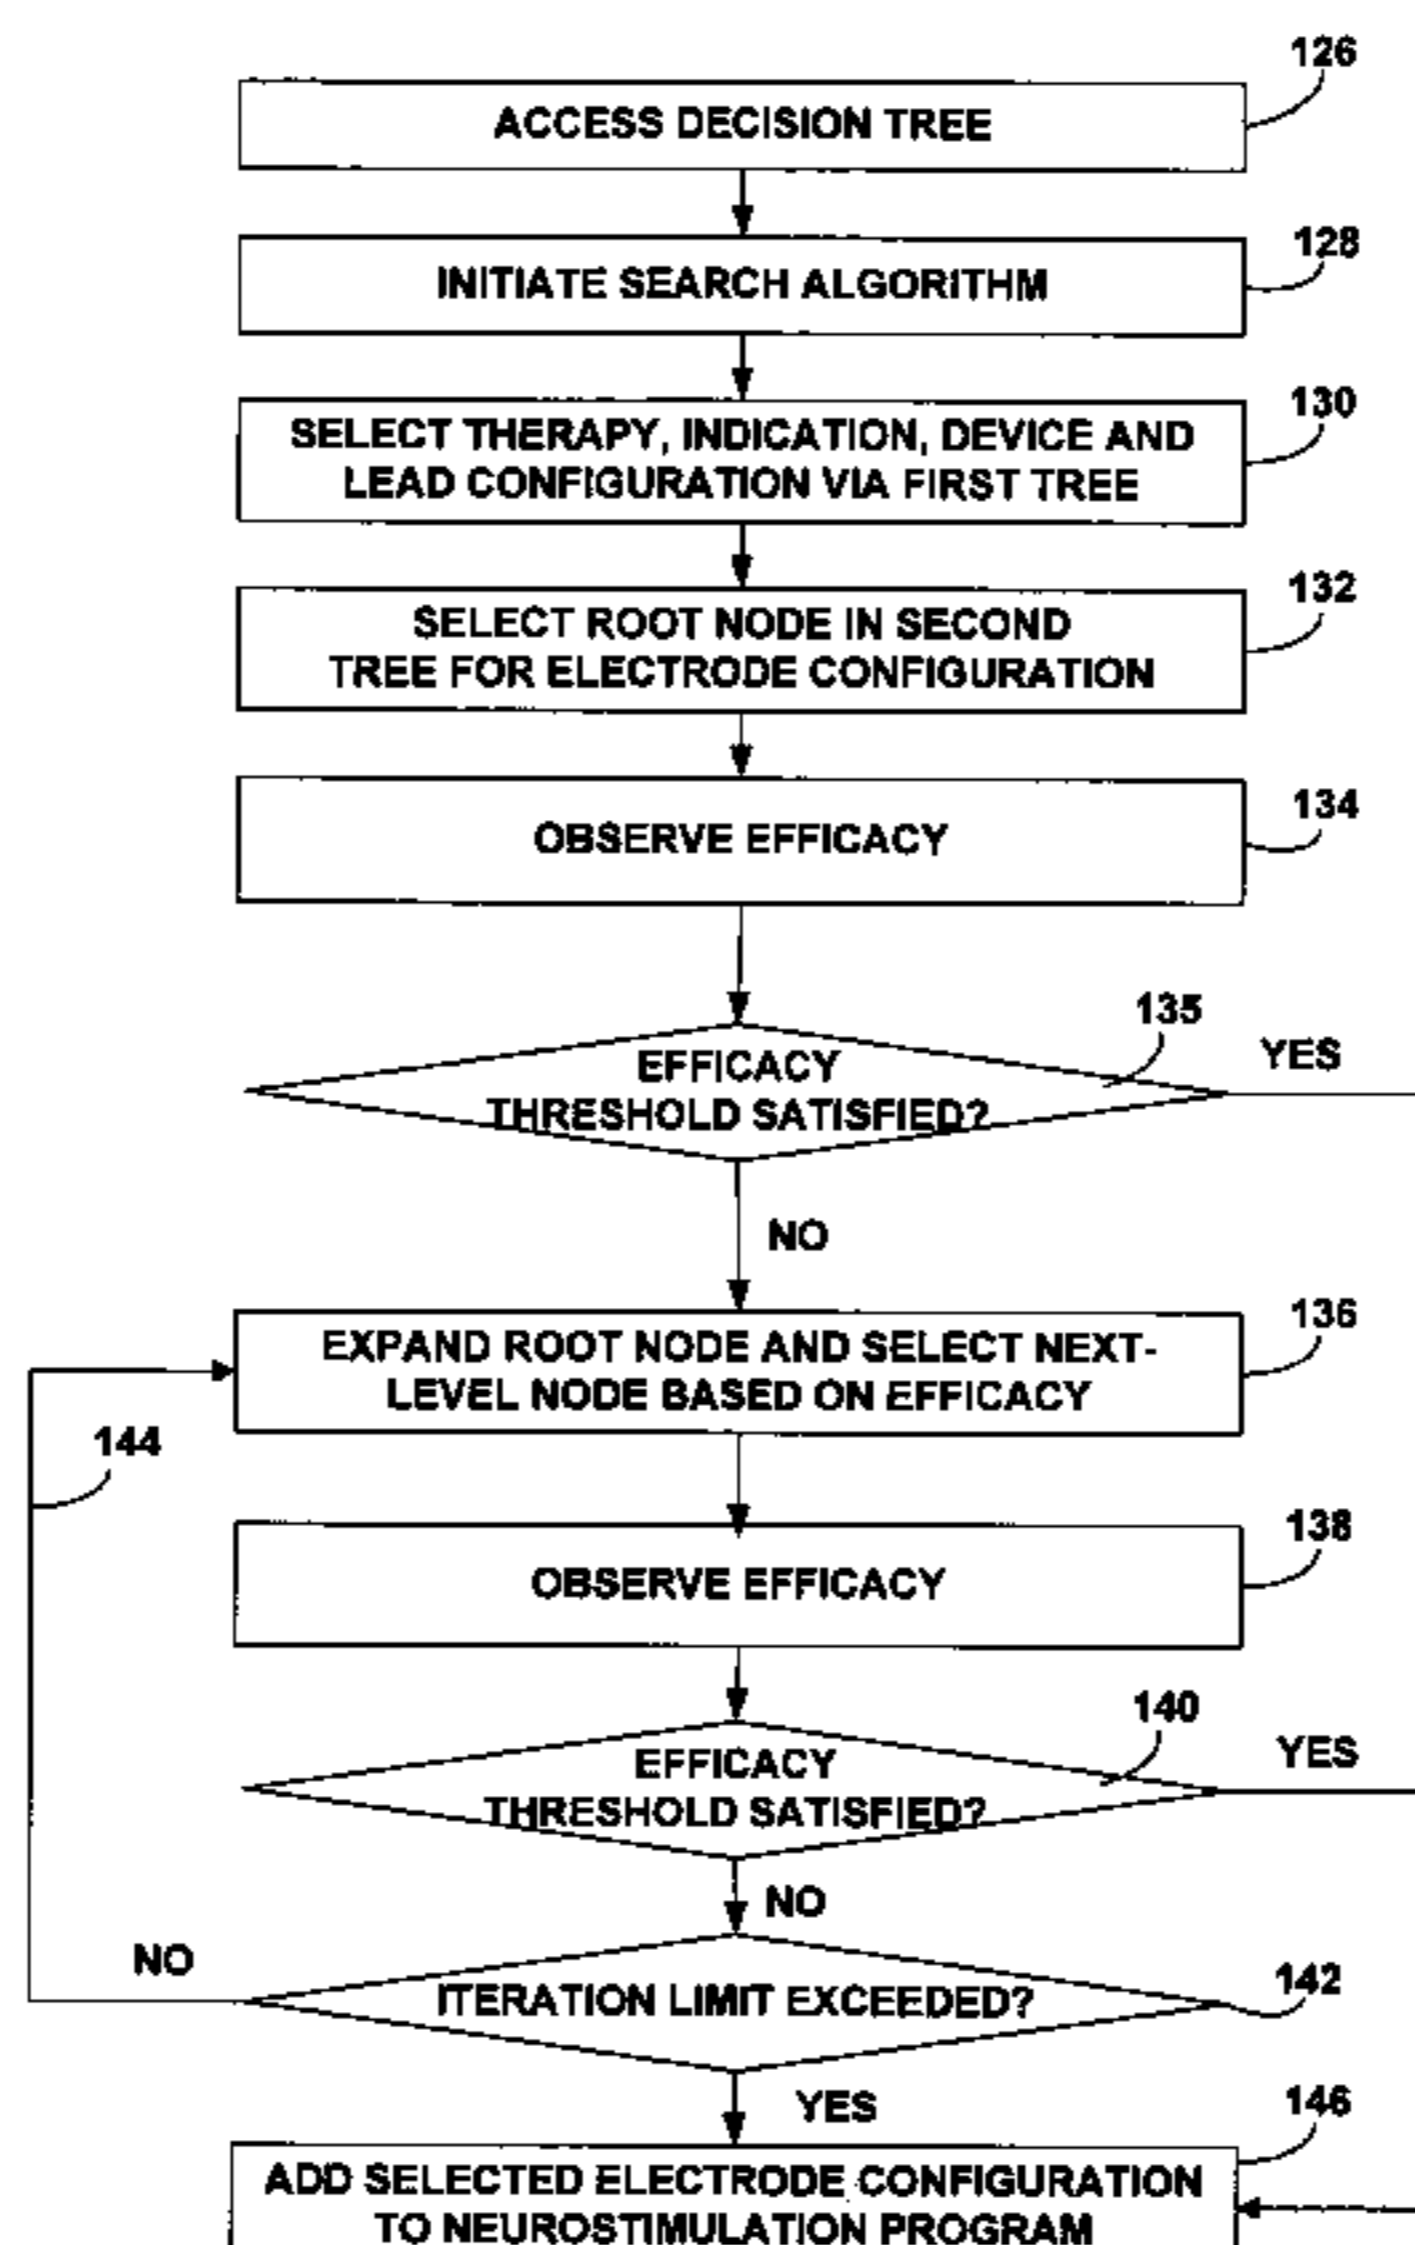 126
ACCESS DECISION TREE
128
INITIATE SEARCH ALGORITHM
130
SELECT THERAPY, INDICATION, DEVICE AND
LEAD CONFIGURATION VIA FIRST TREE
132
SELECT ROOT NODE IN SECOND
TREE FOR ELECTRODE CONFIGURATION
134
OBSERVE EFFICACY
135
YES
EFFICACY
THRESHOLD SATISFIED?
NO
136
EXPAND ROOT NODE AND SELECT NEXT-
LEVEL NODE BASED ON EFFICACY
144
138
OBSERVE EFFICACY
140
YES
EFFICACY
THRESHOLD SATISFIED?
NO
NO
142
ITERATION LIMIT EXCEEDED?
YES
146
ADD SELECTED ELECTRODE CONFIGURATION
TO NEUROSTIMULATION PROGRAM